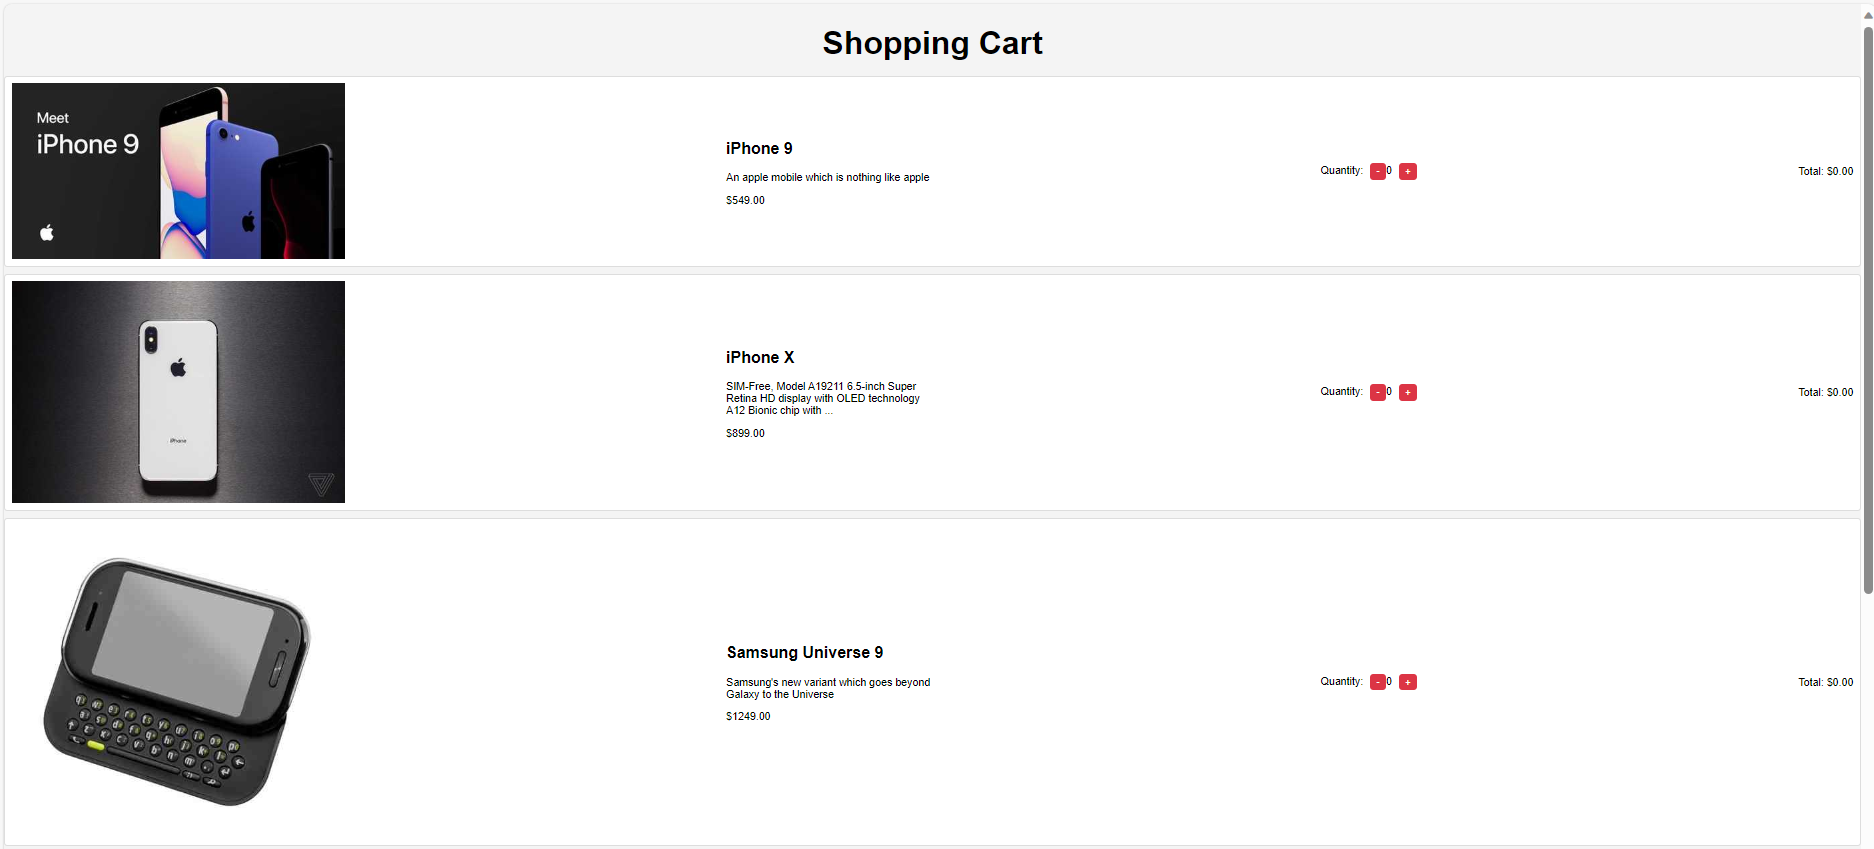 Shopping Cart
Meet
iPhone 9
iPhone 9
An apple mobile which is nothing like apple
$549.00
Quantity: - 0 +
Total: $0.00
iPhone
iPhone X
SIM-Free, Model A19211 6.5-inch Super
Retina HD display with OLED technology
A12 Bionic chip with ...
$899.00
Quantity: - 0 +
Total: $0.00
Samsung Universe 9
Samsung's new variant which goes beyond
Galaxy to the Universe
$1249.00
Quantity: - 0 +
Total: $0.00